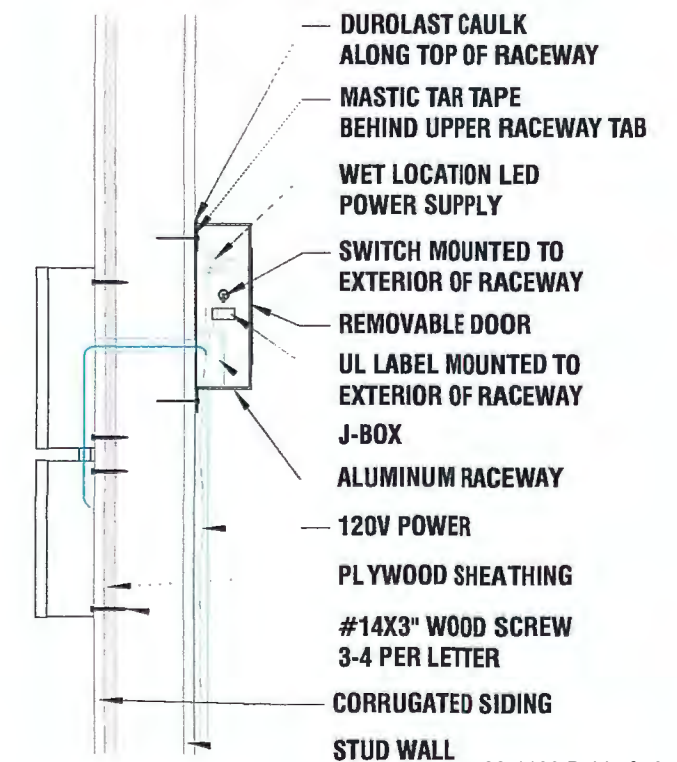 DUROLAST CAULK
ALONG TOP OF RACEWAY
MASTIC TAR TAPE
BEHIND UPPER RACEWAY TAB
WET LOCATION LED
POWER SUPPLY
SWITCH MOUNTED TO
EXTERIOR OF RACEWAY
REMOVABLE DOOR
UL LABEL MOUNTED TO
EXTERIOR OF RACEWAY
J-BOX
ALUMINUM RACEWAY
120V POWER
PLYWOOD SHEATHING
#14X3" WOOD SCREW
3-4 PER LETTER
CORRUGATED SIDING
STUD WALL